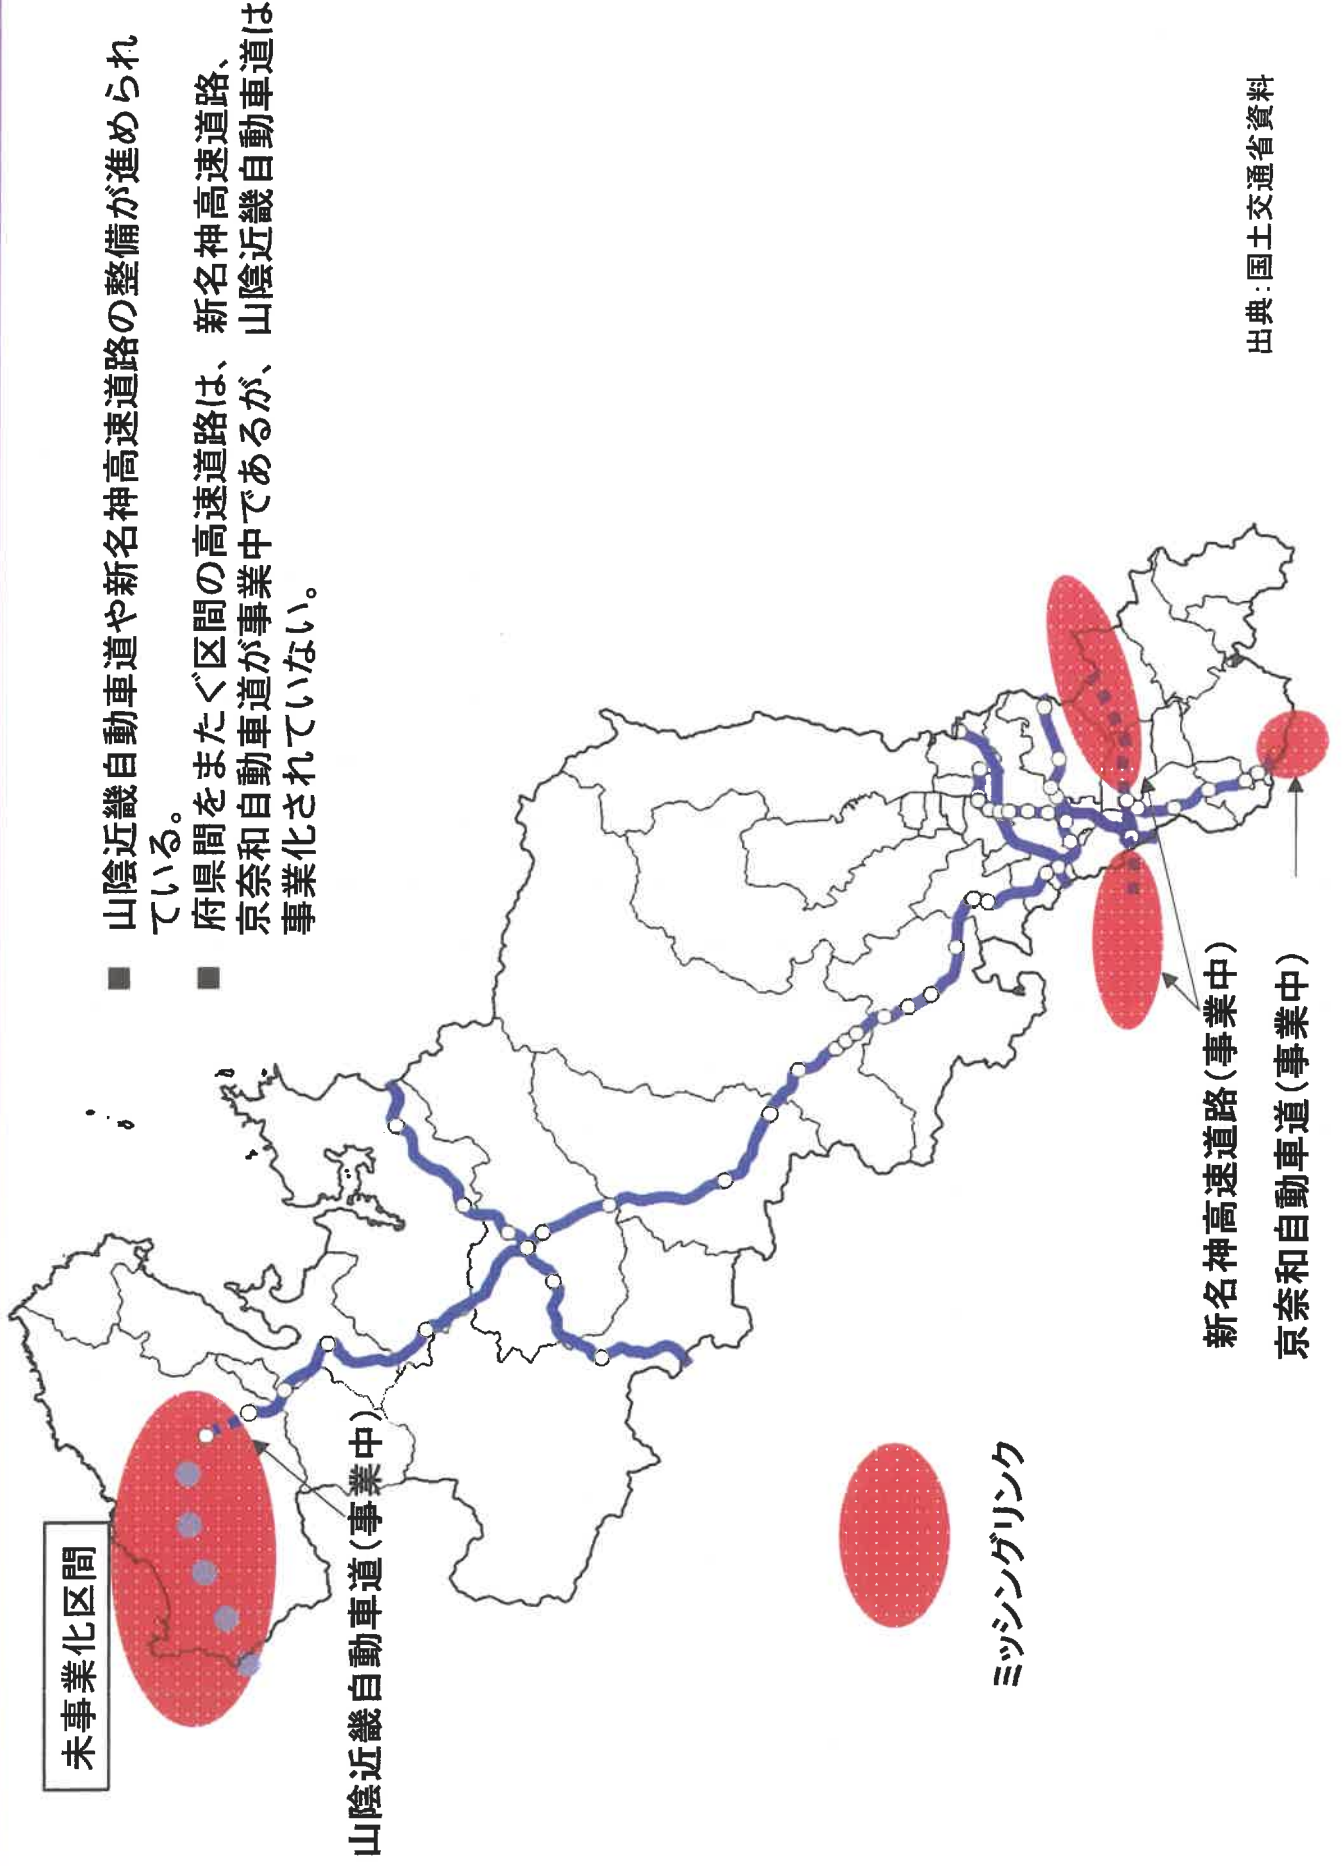 ■ 山陰近畿自動車道や新名神高速道路の整備が進められ
ている。
■ 府県間をまたぐ区間の高速道路は、新名神高速道路、
京奈和自動車道が事業中であるが、山陰近畿自動車道は
事業化されていない。
未事業化区間
山陰近畿自動車道(事業中)
ミッシングリンク
新名神高速道路(事業中)
京奈和自動車道(事業中)
出典:国土交通省資料